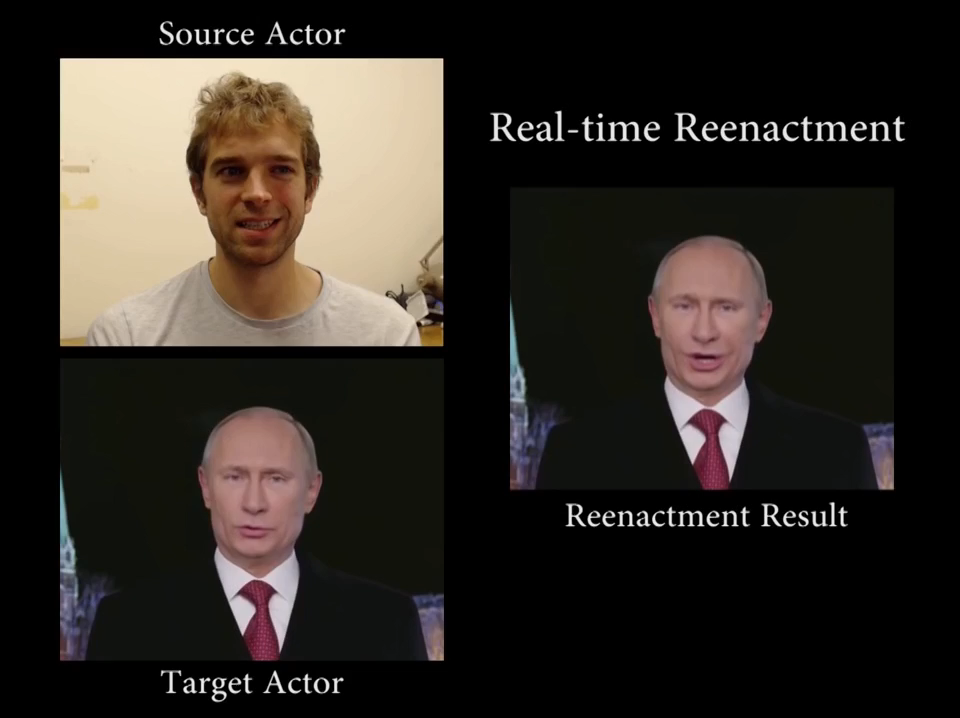 Source Actor
Real-time Reenactment
Reenactment Result
Target Actor